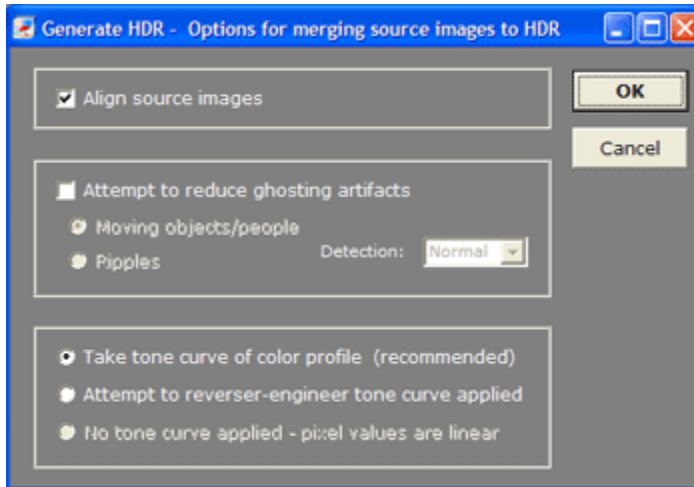 Generate HDR - Options for merging source images to HDR
Align source images
OK
Cancel
Attempt to reduce ghosting artifacts
Moving objects/people
Detection: Normal
Pipples
Take tone curve of color profile (recommended)
Attempt to reverser-engineer tone curve applied
No tone curve applied - pixel values are linear